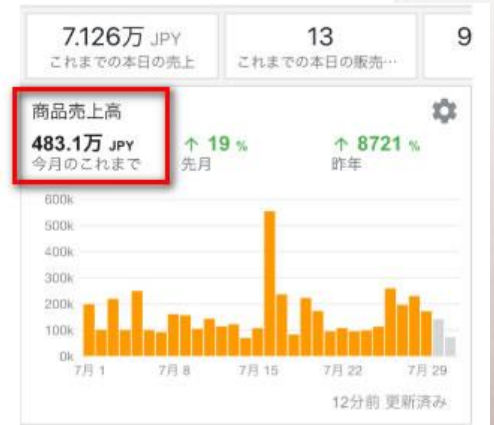 7.126万 JPY
これまでの本日の売上
13
これまでの本日の販売…
9
商品売上高
483.1万 JPY
今月のこれまで
↑ 19 %
先月
↑ 8721 %
昨年
600k
500k
400k
300k
200k
100k
0k
7月 1
7月 8
7月 15
7月 22
7月 29
12分前 更新済み